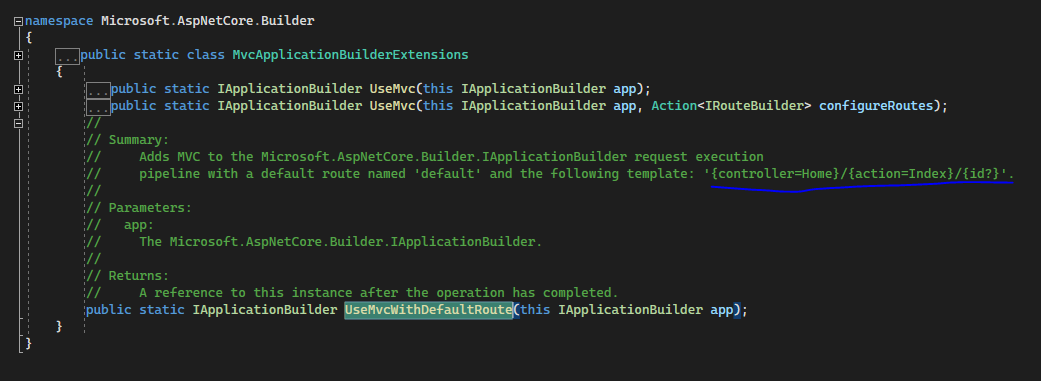 namespace Microsoft.AspNetCore.Builder
{
...public static class MvcApplicationBuilderExtensions
{
...public static IApplicationBuilder UseMvc(this IApplicationBuilder app);
...public static IApplicationBuilder UseMvc(this IApplicationBuilder app, Action<IRouteBuilder> configureRoutes);
//
// Summary:
//     Adds MVC to the Microsoft.AspNetCore.Builder.IApplicationBuilder request execution
//     pipeline with a default route named 'default' and the following template: '{controller=Home}/{action=Index}/{id?}'.
//
// Parameters:
//   app:
//     The Microsoft.AspNetCore.Builder.IApplicationBuilder.
//
// Returns:
//     A reference to this instance after the operation has completed.
public static IApplicationBuilder UseMvcWithDefaultRoute(this IApplicationBuilder app);
}
}